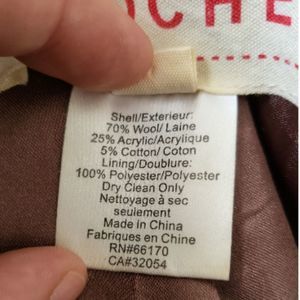 OCHE
Shell/Exterieur:
70% Wool/ Laine
25% Acrylic/Acrylique
5% Cotton/ Coton
Lining/Doublure:
100% Polyester/Polyester
Dry Clean Only
Nettoyage à sec
seulement
Made in China
Fabriques en Chine
RN#66170
CA#32054